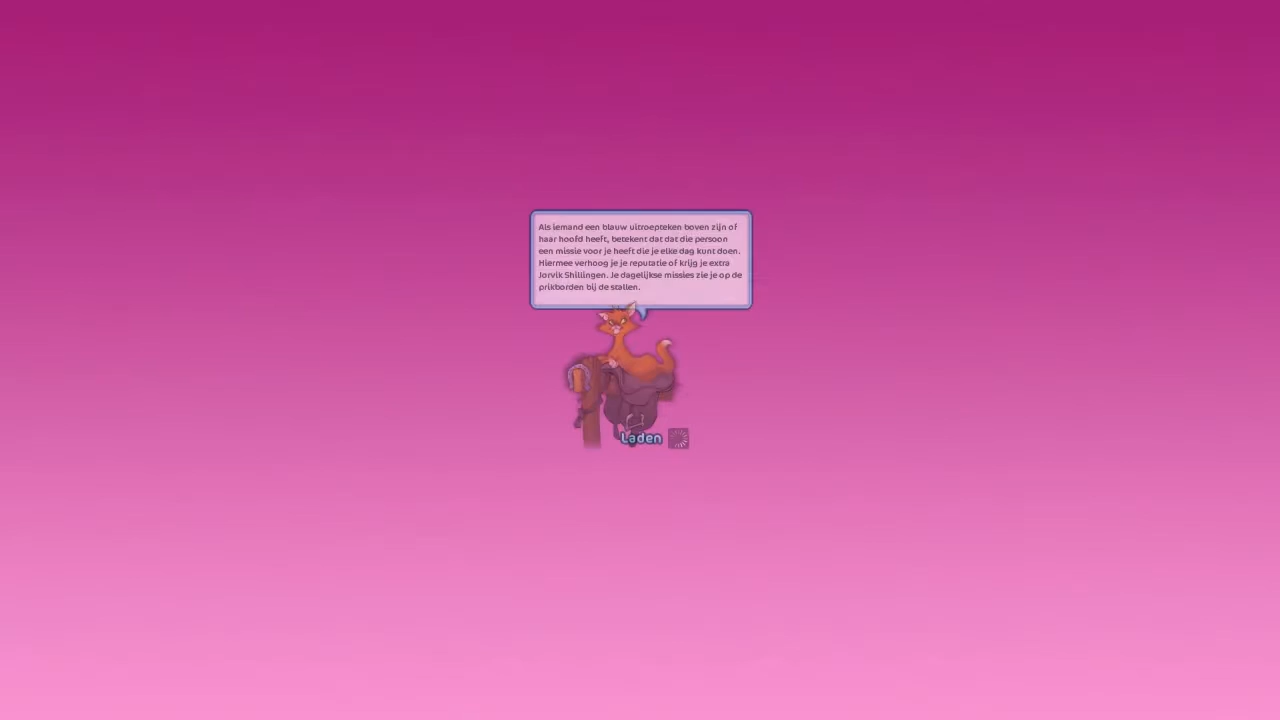 Als iemand een blauw uitroepteken boven zijn of
haar hoofd heeft, betekent dat dat die persoon
een missie voor je heeft die je elke dag kunt doen.
Hiermee verhoog je je reputatie of krijg je extra
Jorvik Shillingen. Je dagelijkse missies zie je op de
prikborden bij de stallen.
Laden